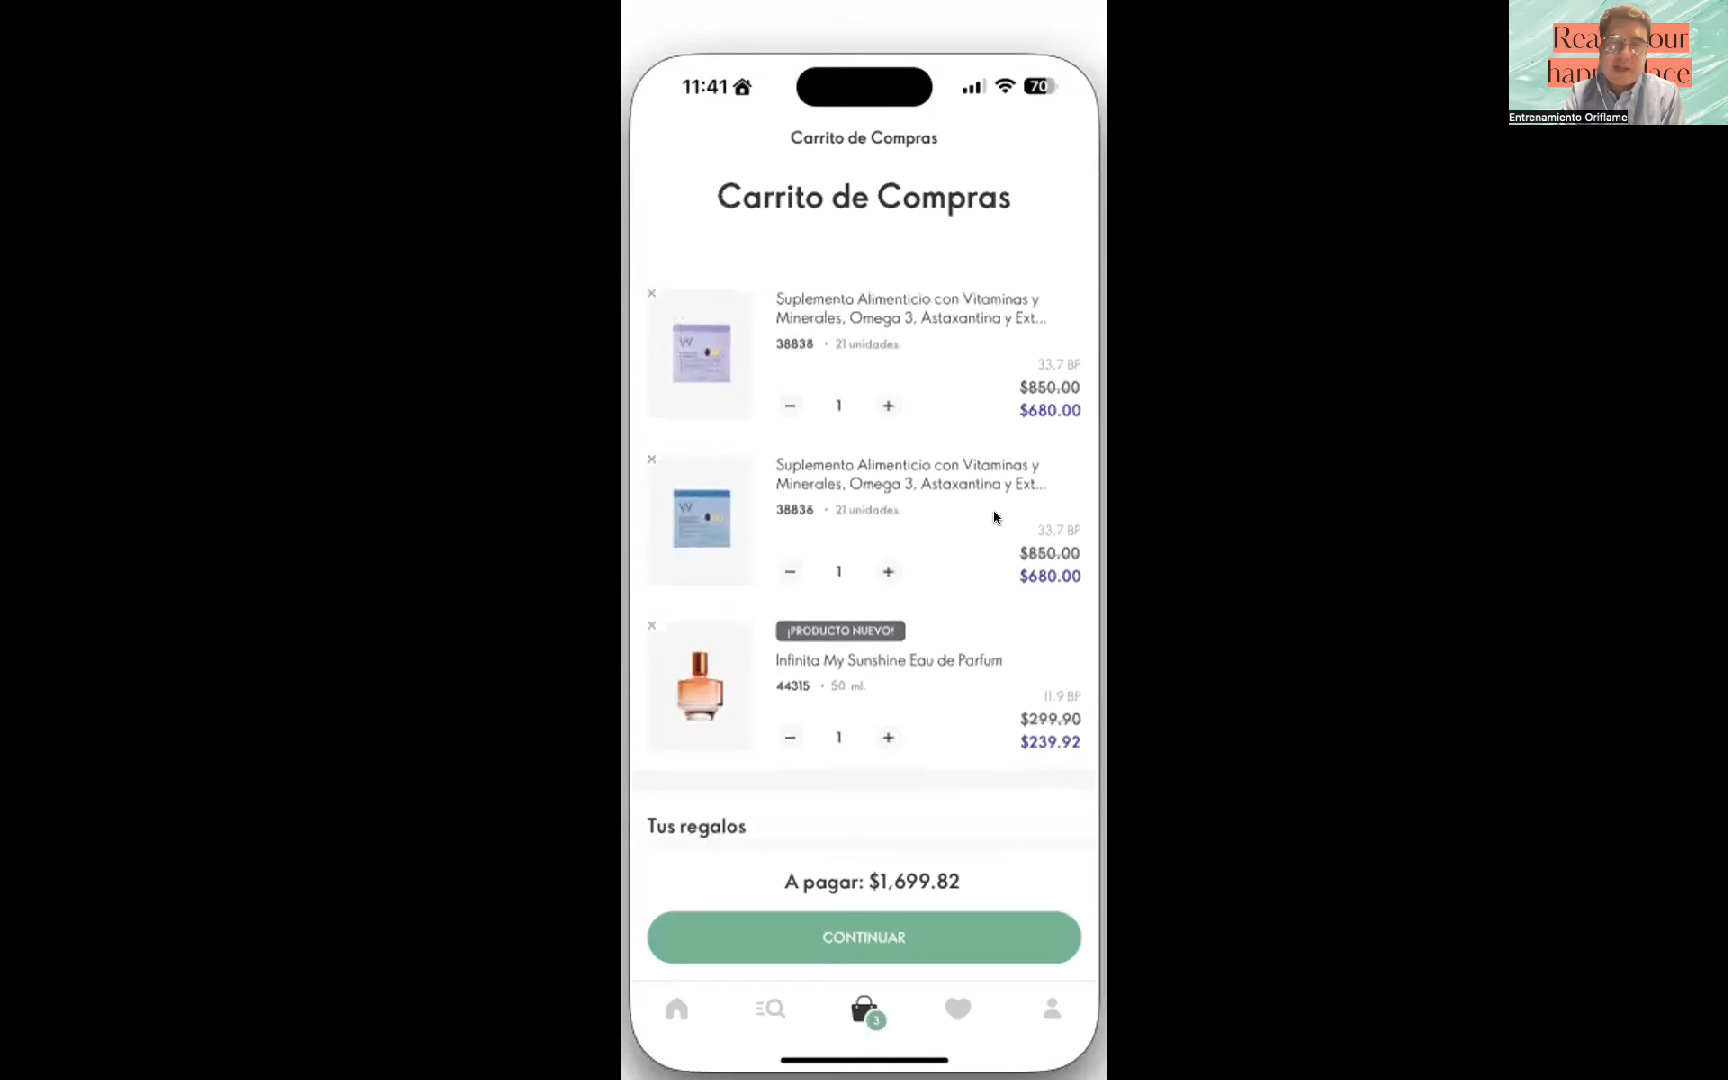 11:41
70
Carrito de Compras
Carrito de Compras
Suplemento Alimenticio con Vitaminas y
Minerales, Omega 3, Astaxantina y Ext...
38838 • 21 unidades.
33.7 BP
$850.00
$680.00
− 1 +
Suplemento Alimenticio con Vitaminas y
Minerales, Omega 3, Astaxantina y Ext...
38836 • 21 unidades.
33.7 BP
$850.00
$680.00
− 1 +
¡PRODUCTO NUEVO!
Infinita My Sunshine Eau de Parfum
44315 • 50 ml.
11.9 BP
$299.90
$239.92
− 1 +
Tus regalos
A pagar: $1,699.82
CONTINUAR
3
Entrenamiento Oriflame